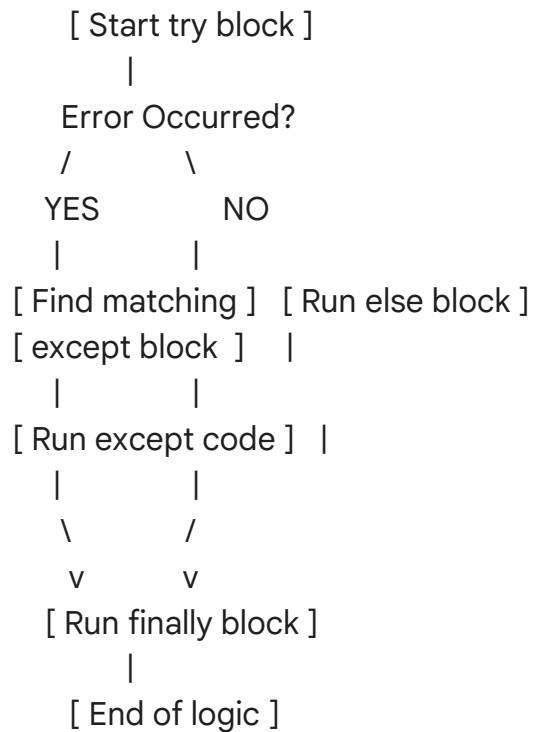 [ Start try block ]
|
Error Occurred?
/ \
YES NO
| |
[ Find matching ] [ Run else block ]
[ except block ] |
| |
[ Run except code ] |
| |
\ /
v v
[ Run finally block ]
|
[ End of logic ]